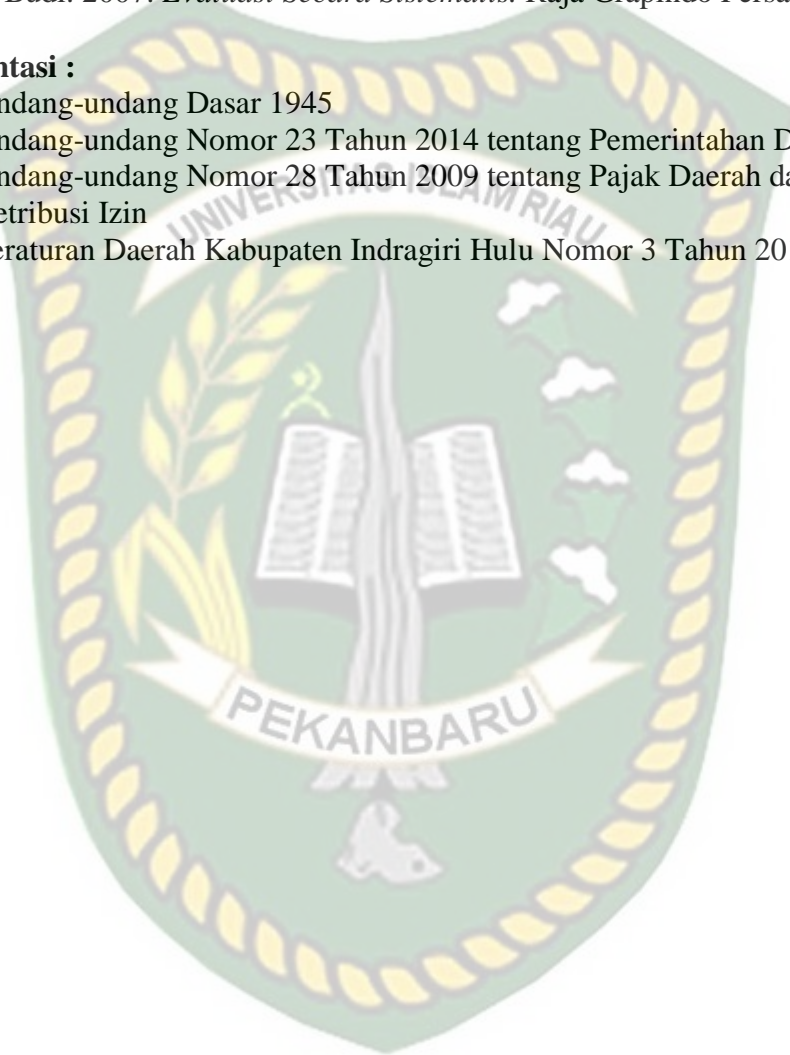 Budi. 2007. Evaluasi Secara Sistematis. Raja
ntasi :
ndang-undang Dasar 1945
ndang-undang Nomor 23 Tahun 2014 tentang Pemerintahan D
ndang-undang Nomor 28 Tahun 2009 tentang Pajak Daerah da
etribusi Izin
UNIVERSITAS ISLAM RIAU
eraturan Daerah Kabupaten Indragiri Hulu Nomor 3 Tahun 20
PEKANBARU